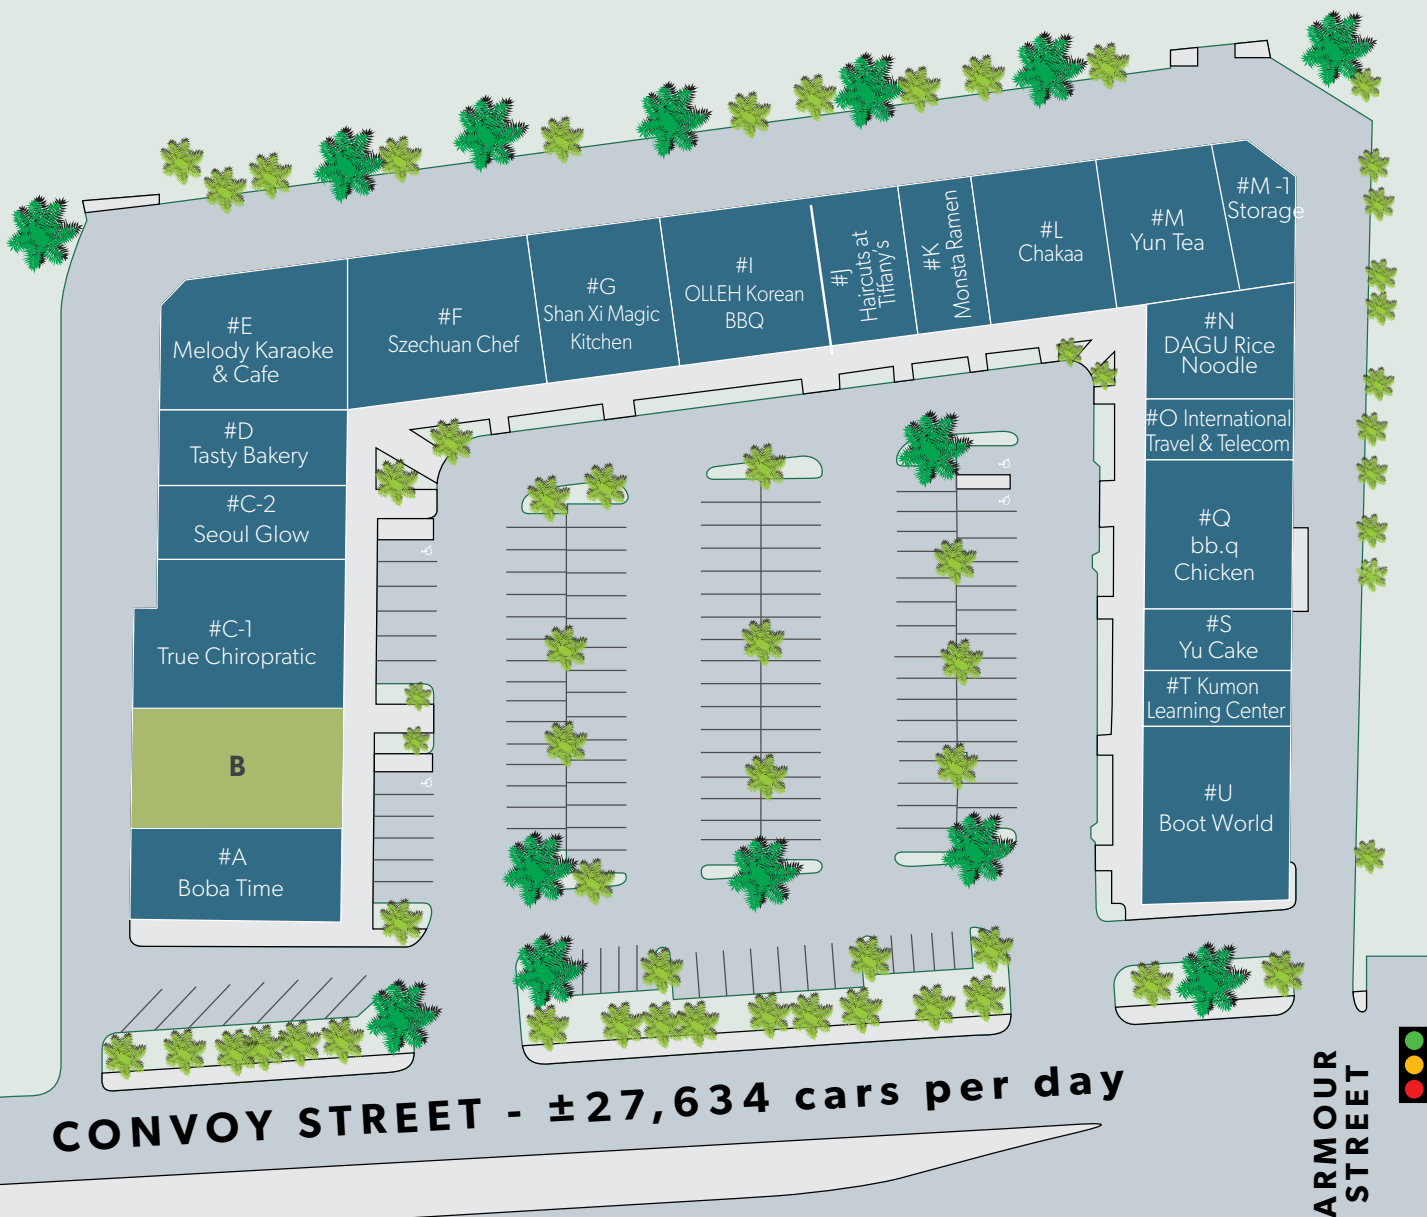 #E
Melody Karaoke
& Cafe
#F
Szechuan Chef
#G
Shan Xi Magic
Kitchen
#I
OLLEH Korean
BBQ
#J
Haircuts at
Tiffany's
#K
Monsta Ramen
#L
Chakaa
#M
Yun Tea
#M -1
Storage
#D
Tasty Bakery
#C-2
Seoul Glow
#C-1
True Chiropratic
B
#A
Boba Time
#N
DAGU Rice
Noodle
#O International
Travel & Telecom
#Q
bb.q
Chicken
#S
Yu Cake
#T Kumon
Learning Center
#U
Boot World
CONVOY STREET - ±27,634 cars per day
ARMOUR
STREET